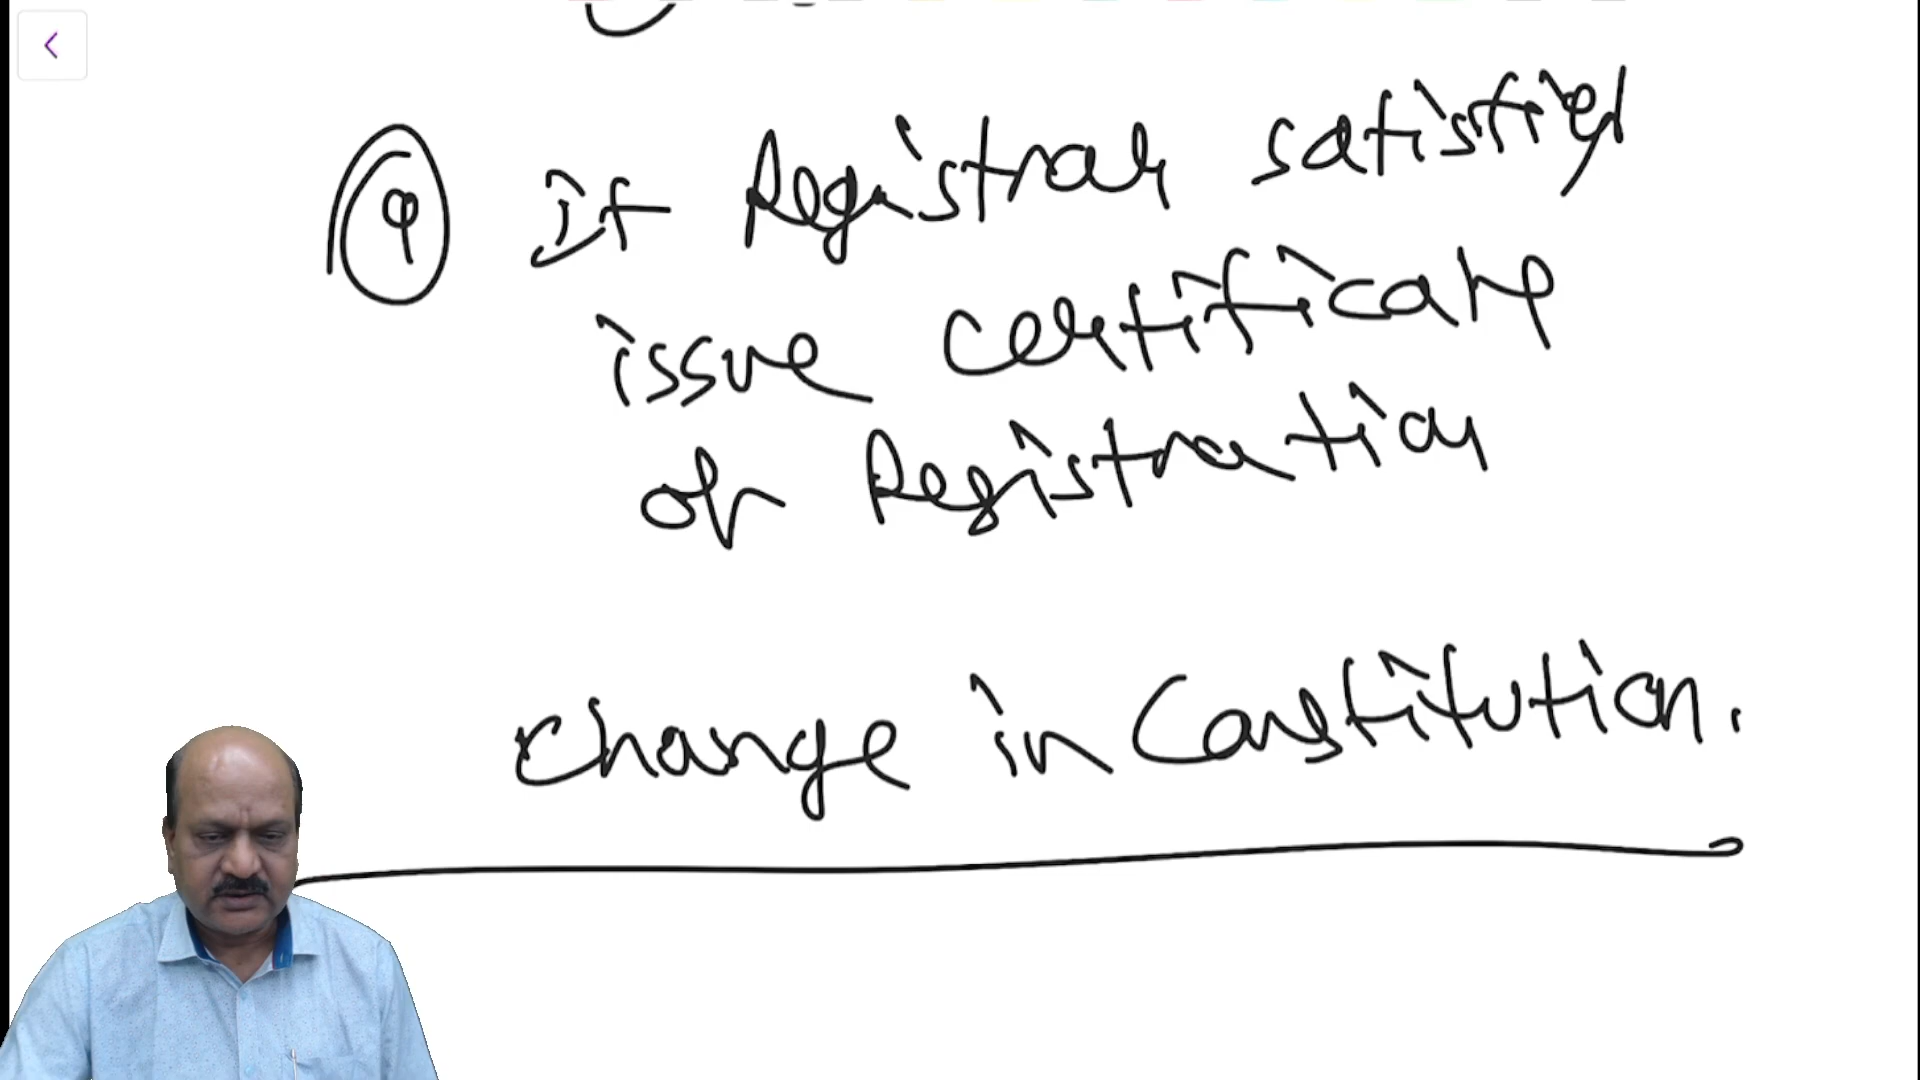 9 If Registrar satisfied
issue certificate
of Registration
change in Constitution.